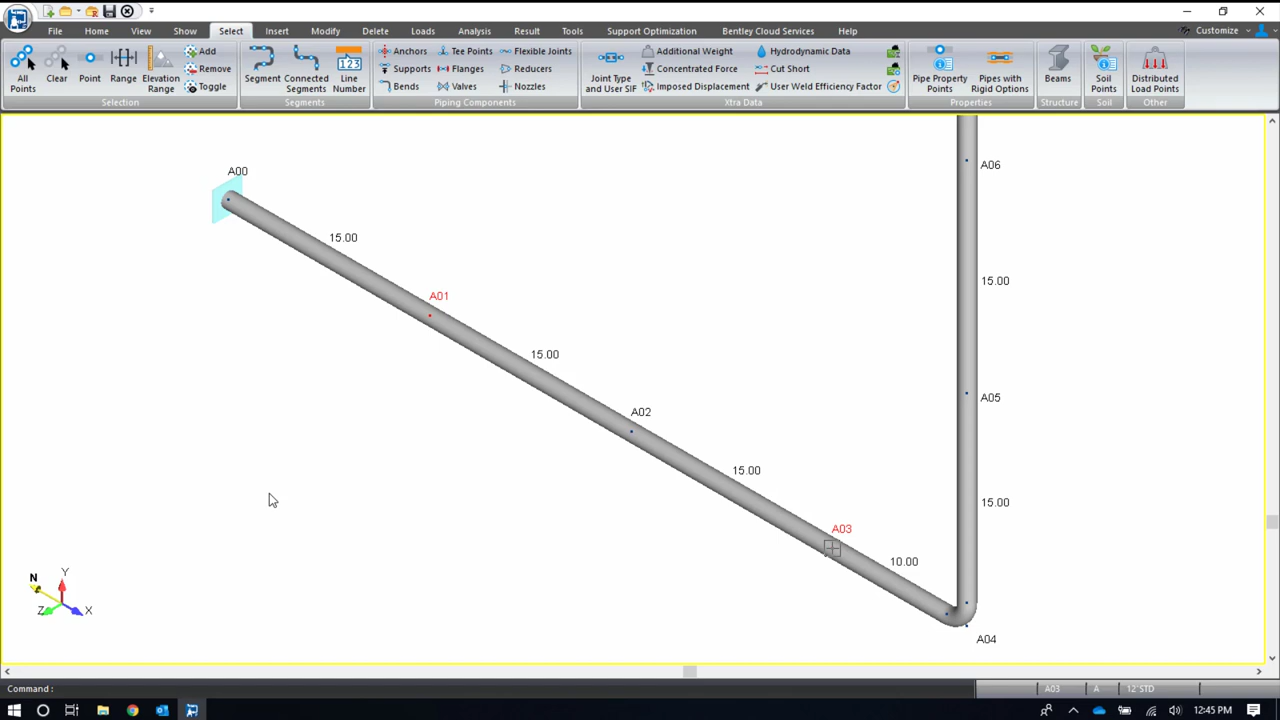 File Home View Show Select Insert Modify Delete Loads Analysis Result Tools Support Optimization Bentley Cloud Services Help Customize
All Points
Clear
Point
Range
Elevation Range
Add
Remove
Toggle
Selection
Segment
Connected Segments
123
Line Number
Segments
Anchors Tee Points Flexible Joints
Supports Flanges Reducers
Bends Valves Nozzles
Piping Components
Joint Type and User SIF
Additional Weight Hydrodynamic Data
Concentrated Force Cut Short
Imposed Displacement User Weld Efficiency Factor
Xtra Data
Pipe Property Points
Pipes with Rigid Options
Properties
Beams
Structure
Soil Points
Soil
Distributed Load Points
Other
A00
A06
15.00
15.00
A01
15.00
A02
A05
15.00
15.00
A03
10.00
A04
N
Y
Z
X
Command :
A03 A 12"STD
12:45 PM